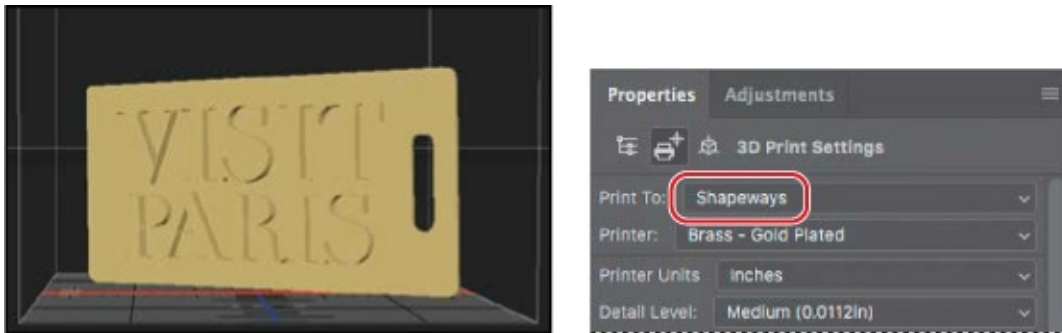 VISIT
PARIS
Properties Adjustments
3D Print Settings
Print To: Shapeways
Printer: Brass - Gold Plated
Printer Units Inches
Detail Level: Medium (0.0112in)